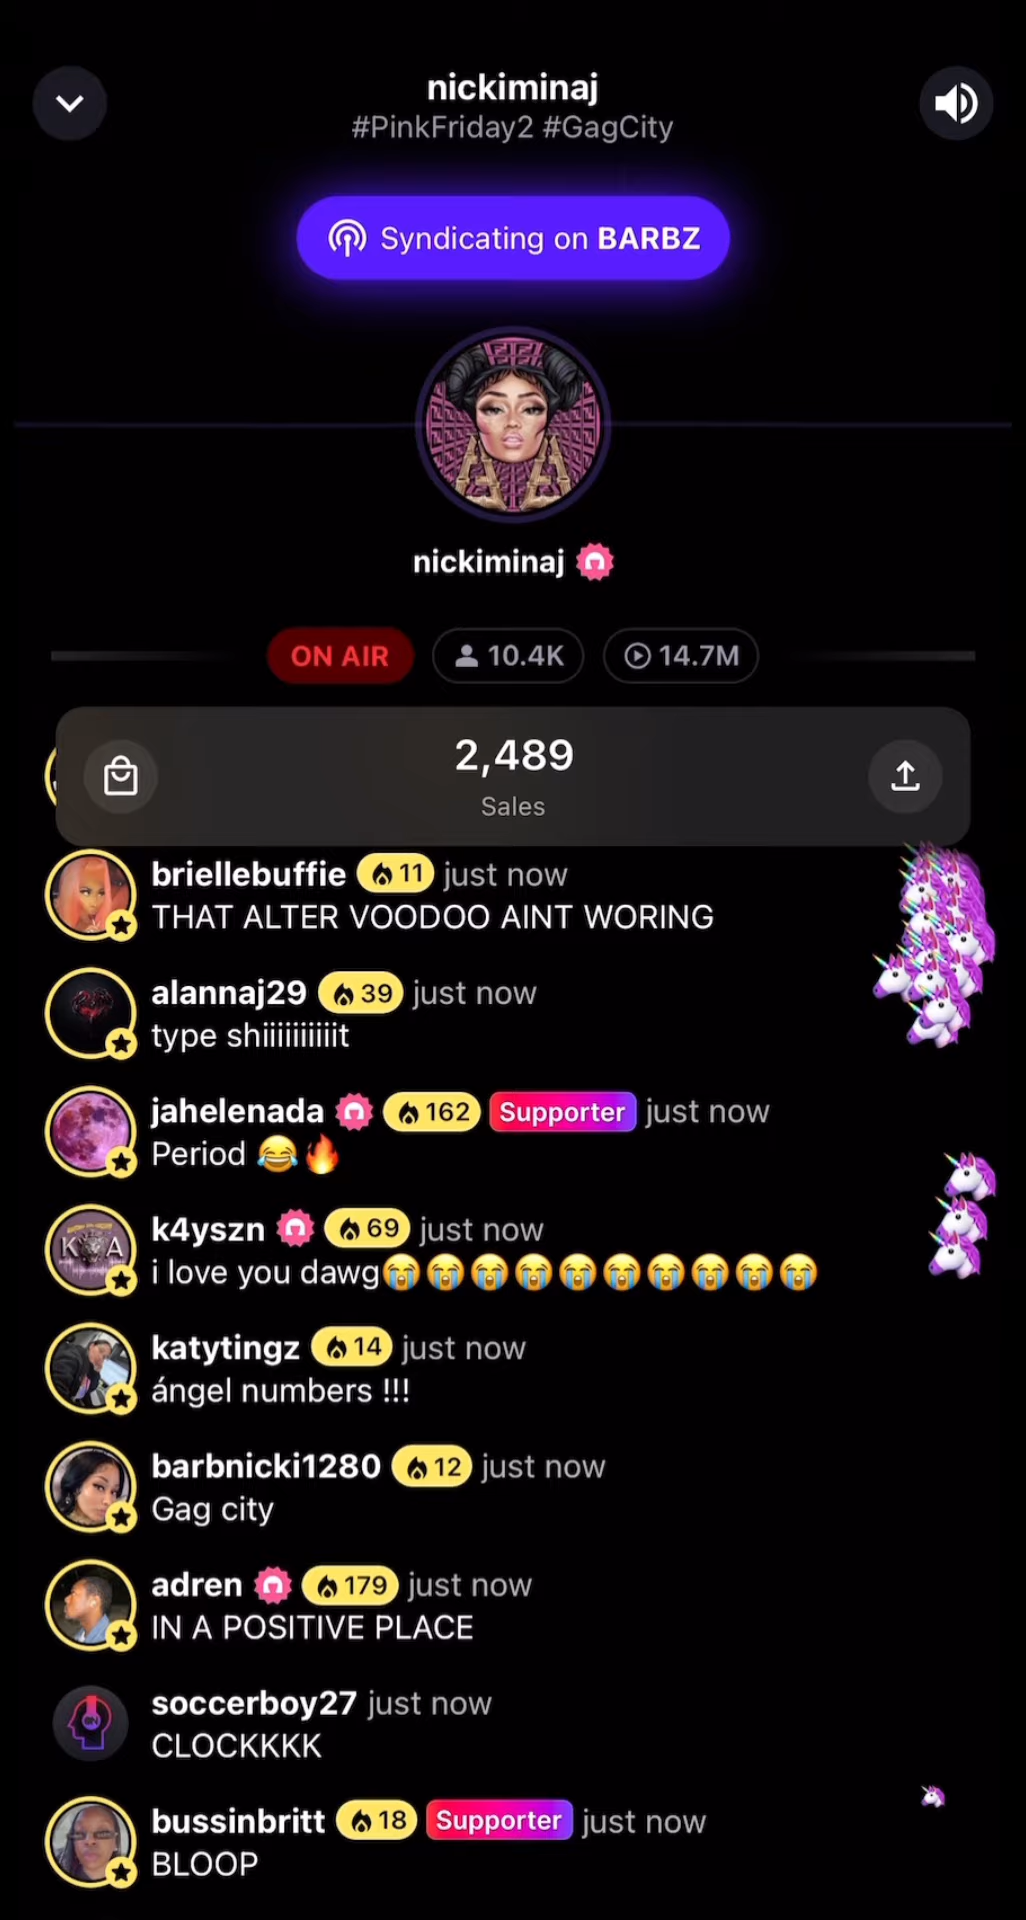 nickiminaj
#PinkFriday2 #GagCity
Syndicating on BARBZ
nickiminaj
ON AIR 10.4K 14.7M
2,489
Sales
briellebuffie 11 just now
THAT ALTER VOODOO AINT WORING
alannaj29 39 just now
type shiiiiiiiiiit
jahelenada 162 Supporter just now
Period 😂🔥
k4yszn 69 just now
i love you dawg😭😭😭😭😭😭😭😭😭😭
katytingz 14 just now
ángel numbers !!!
barbnicki1280 12 just now
Gag city
adren 179 just now
IN A POSITIVE PLACE
soccerboy27 just now
CLOCKKKK
bussinbritt 18 Supporter just now
BLOOP